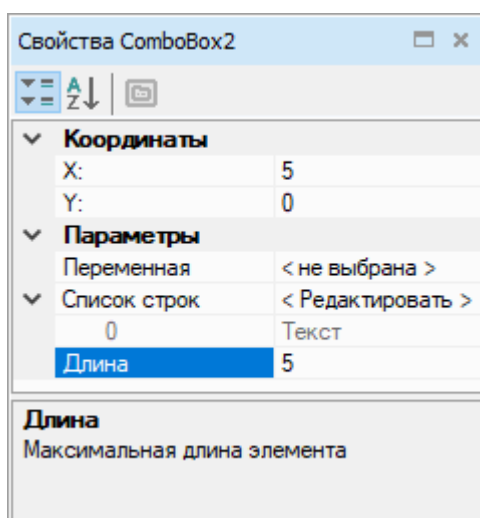 Свойства ComboBox2
AZ
Координаты
X: 5
Y: 0
Параметры
Переменная < не выбрана >
Список строк < Редактировать >
0 Текст
Длина 5
Длина
Максимальная длина элемента